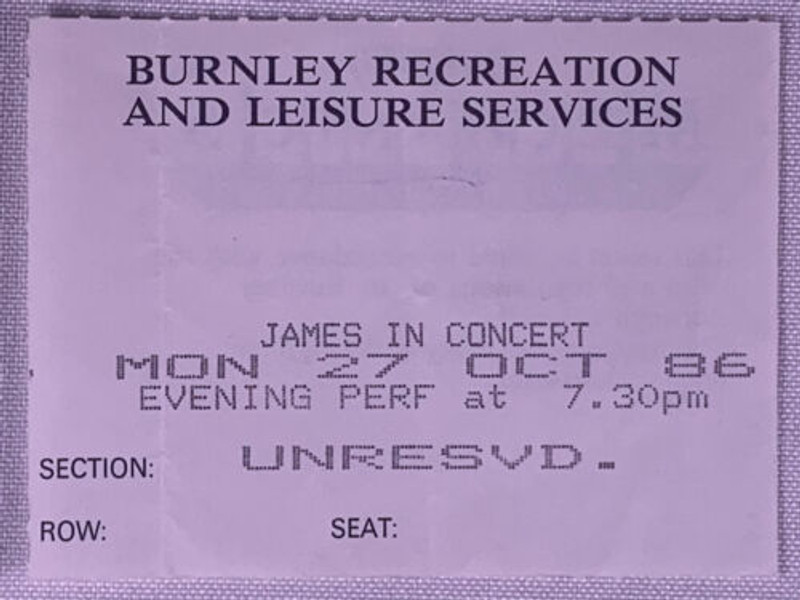 BURNLEY RECREATION
AND LEISURE SERVICES
JAMES IN CONCERT
MON 27 OCT 86
EVENING PERF at 7.30pm
SECTION: UNRESVD.
ROW: SEAT: